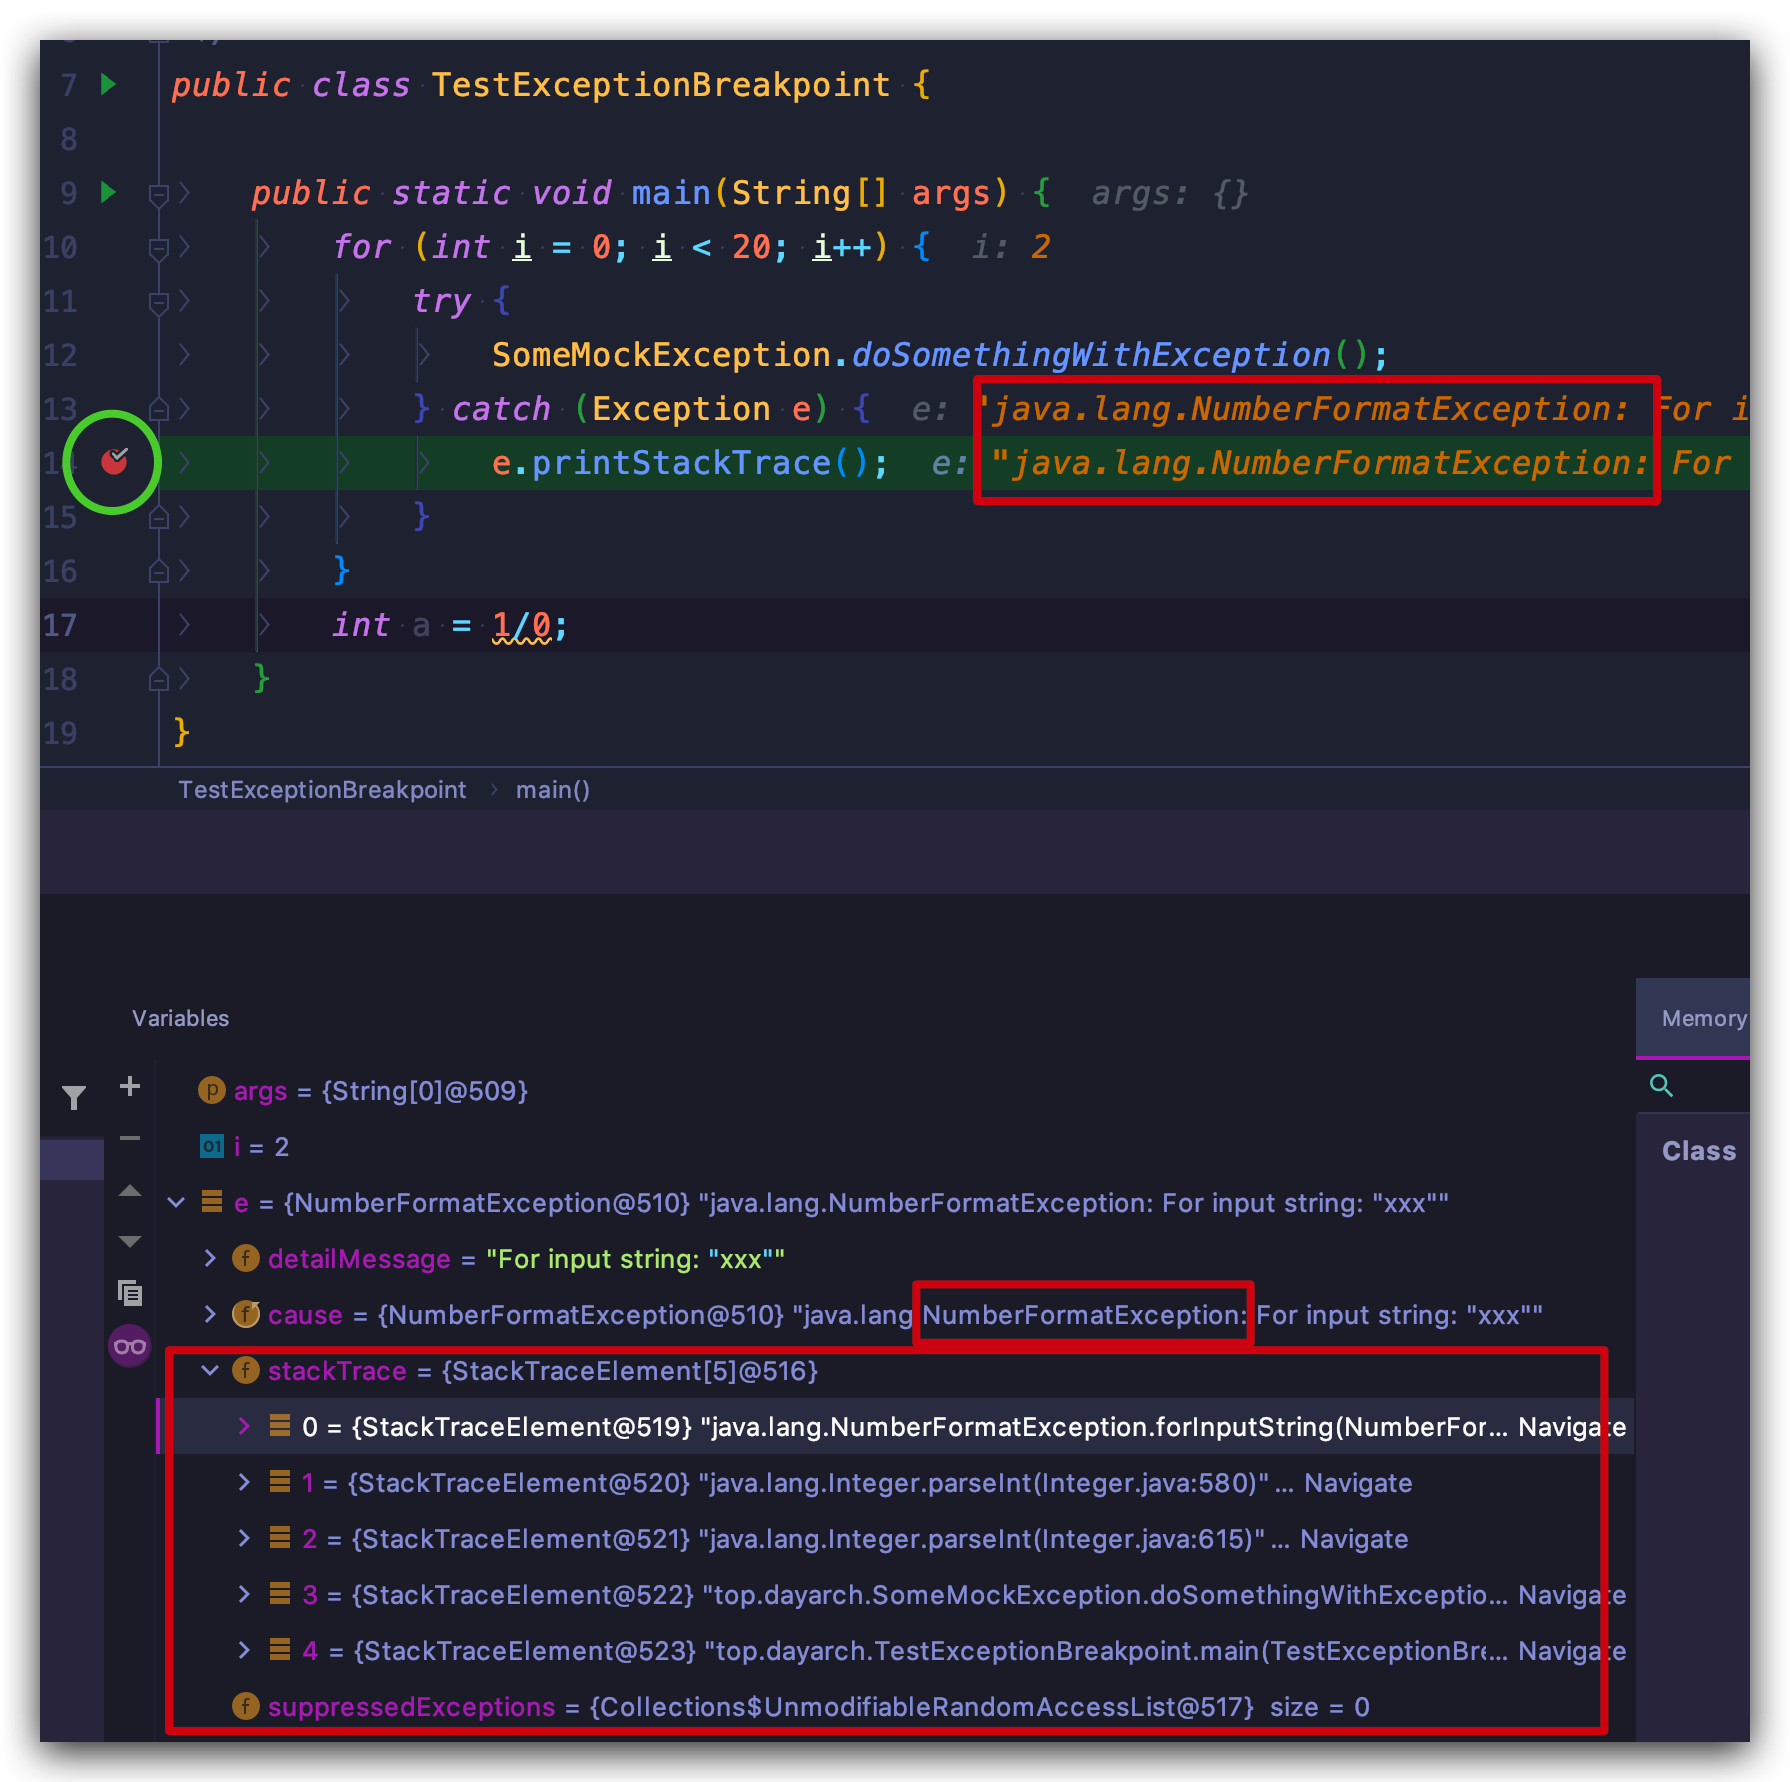 7 public class TestExceptionBreakpoint {
8
9 public static void main(String[] args) { args: {}
10 for (int i = 0; i < 20; i++) { i: 2
11 try {
12 SomeMockException.doSomethingWithException();
13 } catch (Exception e) { e: "java.lang.NumberFormatException: For i
14 e.printStackTrace(); e: "java.lang.NumberFormatException: For
15 }
16 }
17 int a = 1/0;
18 }
19 }
TestExceptionBreakpoint main()
Variables
Memory
p args = {String[0]@509}
01 i = 2
Class
e = {NumberFormatException@510} "java.lang.NumberFormatException: For input string: "xxx""
f detailMessage = "For input string: "xxx""
f cause = {NumberFormatException@510} "java.lang.NumberFormatException: For input string: "xxx""
f stackTrace = {StackTraceElement[5]@516}
0 = {StackTraceElement@519} "java.lang.NumberFormatException.forInputString(NumberFor... Navigate
1 = {StackTraceElement@520} "java.lang.Integer.parseInt(Integer.java:580)" ... Navigate
2 = {StackTraceElement@521} "java.lang.Integer.parseInt(Integer.java:615)" ... Navigate
3 = {StackTraceElement@522} "top.dayarch.SomeMockException.doSomethingWithExceptio... Navigate
4 = {StackTraceElement@523} "top.dayarch.TestExceptionBreakpoint.main(TestExceptionBre... Navigate
f suppressedExceptions = {Collections$UnmodifiableRandomAccessList@517} size = 0